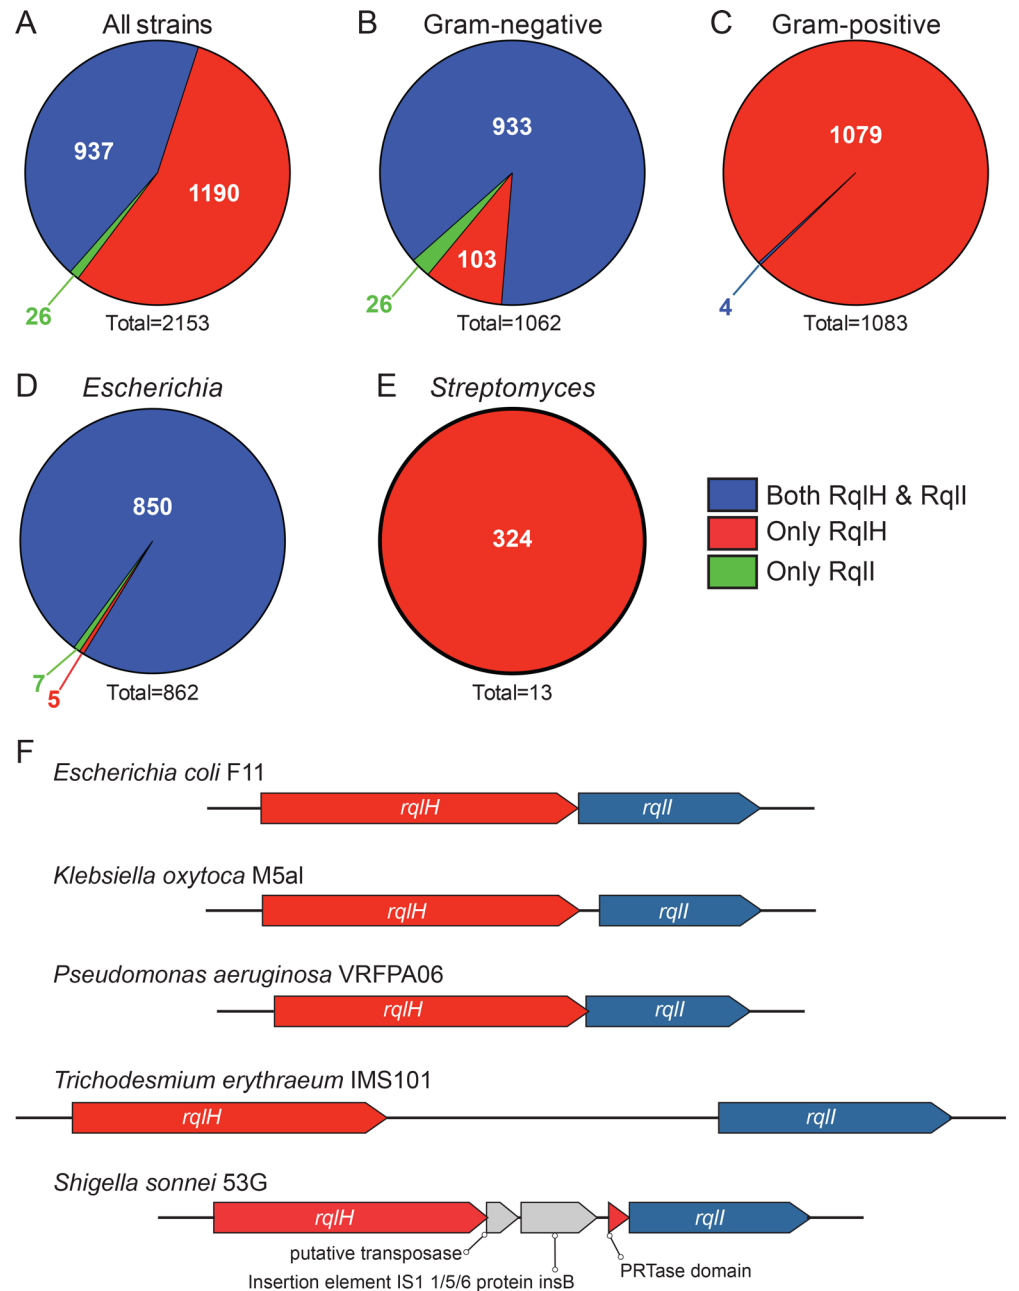 A All strains
937
1190
26
Total=2153
B Gram-negative
933
103
26
Total=1062
C Gram-positive
1079
4
Total=1083
D Escherichia
850
7
5
Total=862
E Streptomyces
324
Total=13
Both RqlH & RqlI
Only RqlH
Only RqlI
F
Escherichia coli F11
rqlH rqlI
Klebsiella oxytoca M5al
rqlH rqlI
Pseudomonas aeruginosa VRFPA06
rqlH rqlI
Trichodesmium erythraeum IMS101
rqlH rqlI
Shigella sonnei 53G
rqlH rqlI
putative transposase
Insertion element IS1 1/5/6 protein insB
PRTase domain